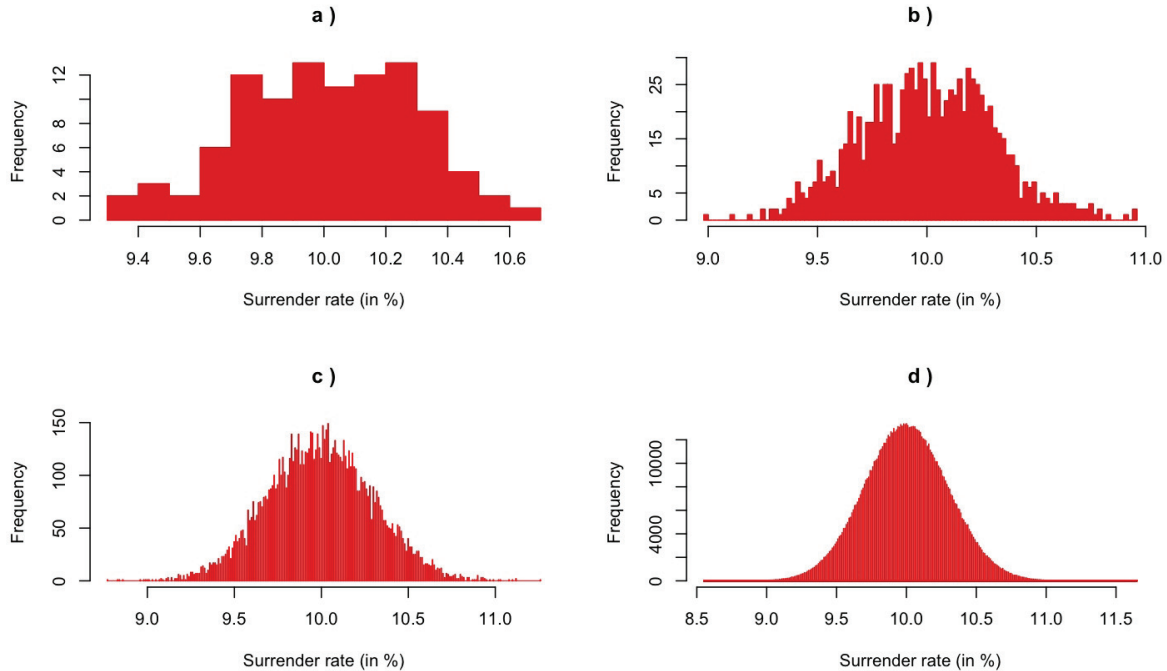 a )
Frequency
12
8
6
4
2
0
9.4 9.6 9.8 10.0 10.2 10.4 10.6
Surrender rate (in %)
b )
Frequency
25
15
5
0
9.0 9.5 10.0 10.5 11.0
Surrender rate (in %)
c )
Frequency
150
100
50
0
9.0 9.5 10.0 10.5 11.0
Surrender rate (in %)
d )
Frequency
10000
4000
0
8.5 9.0 9.5 10.0 10.5 11.0 11.5
Surrender rate (in %)